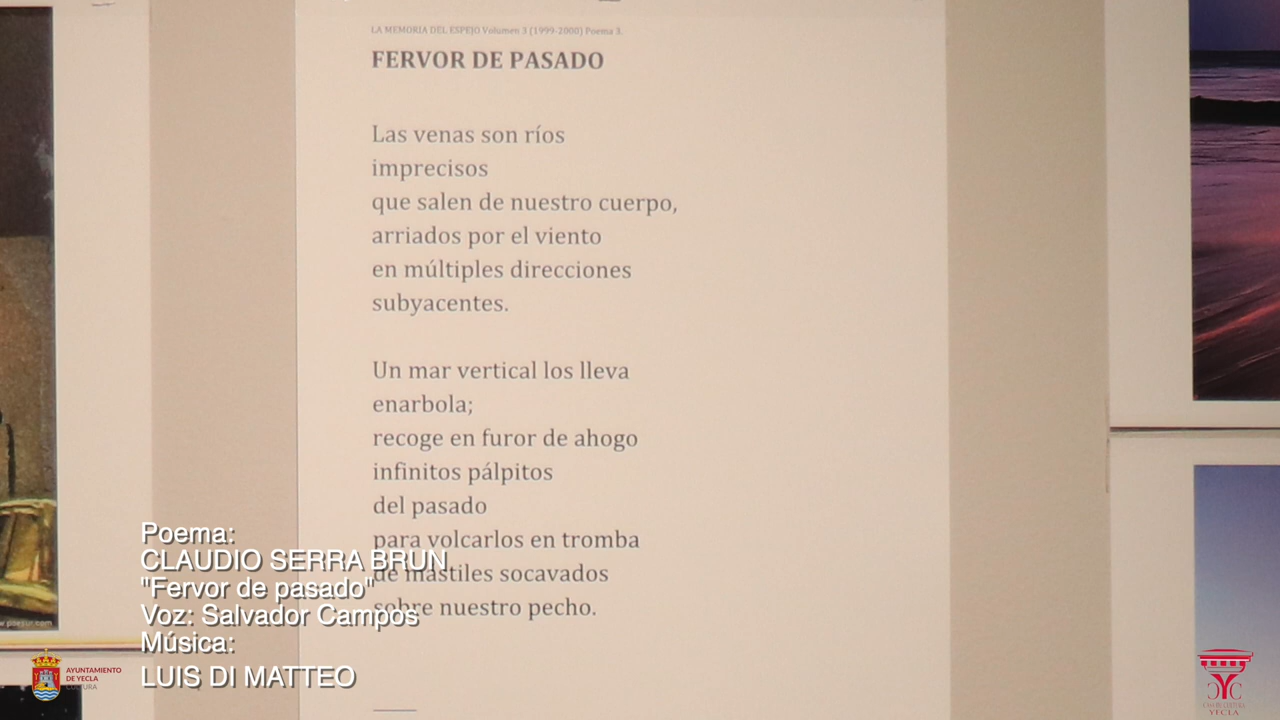 LA MEMORIA DEL ESPEJO Volumen 3 (1999-2000) Poema 3.
FERVOR DE PASADO
Las venas son ríos
imprecisos
que salen de nuestro cuerpo,
arriados por el viento
en múltiples direcciones
subyacentes.
Un mar vertical los lleva
enarbola;
recoge en furor de ahogo
infinitos pálpitos
del pasado
para volcarlos en tromba
de mástiles socavados
sobre nuestro pecho.
Poema:
CLAUDIO SERRA BRUN
"Fervor de pasado"
Voz: Salvador Campos
Música:
LUIS DI MATTEO
AYUNTAMIENTO
DE YECLA
CULTURA
CASA DE CULTURA
YECLA